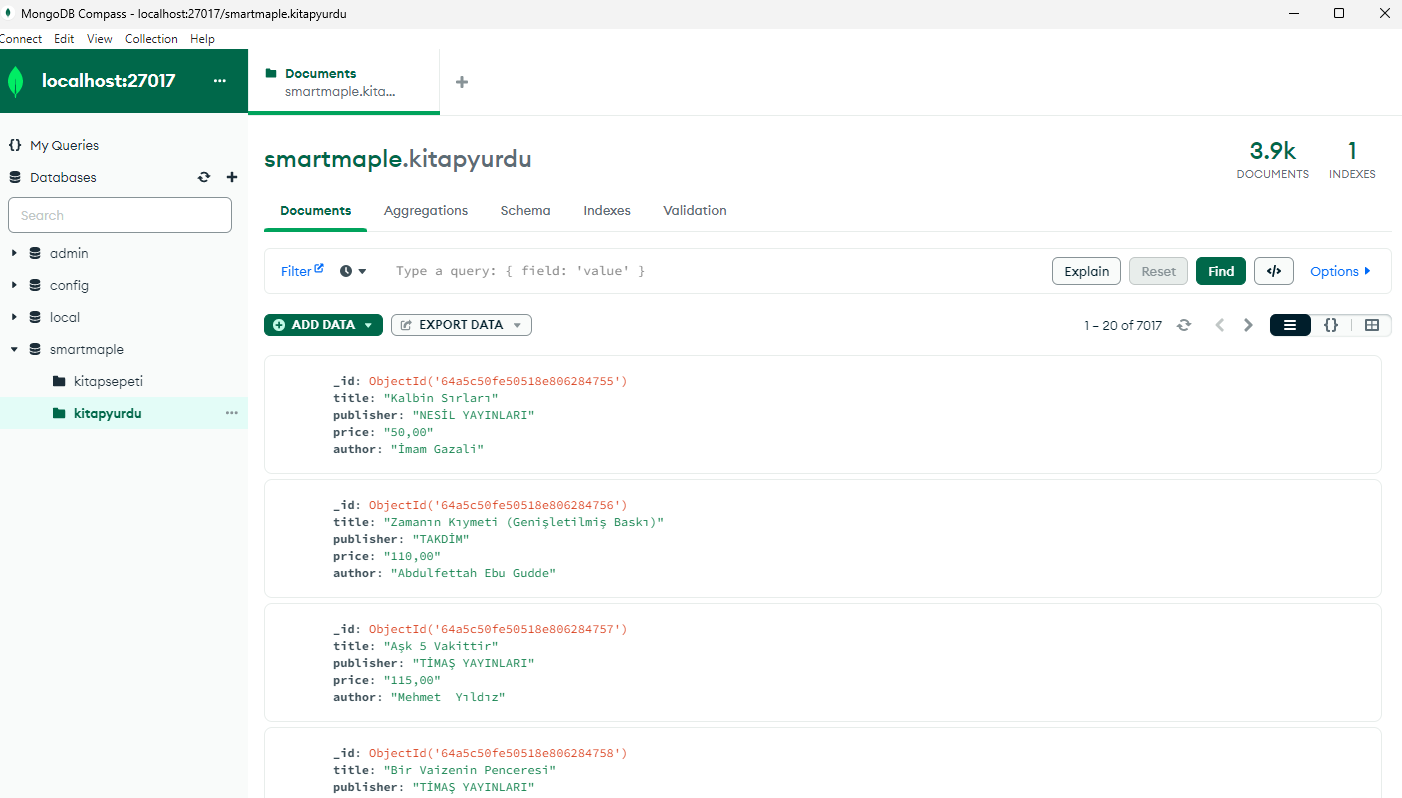 MongoDB Compass - localhost:27017/smartmaple.kitapyurdu
Connect Edit View Collection Help
localhost:27017
Documents
smartmaple.kita...
My Queries
Databases
Search
admin
config
local
smartmaple
kitapsepeti
kitapyurdu
smartmaple.kitapyurdu
3.9k
DOCUMENTS
1
INDEXES
Documents Aggregations Schema Indexes Validation
Filter Type a query: { field: 'value' } Explain Reset Find </> Options
ADD DATA EXPORT DATA 1 – 20 of 7017 {}
_id: ObjectId('64a5c50fe50518e806284755')
title: "Kalbin Sırları"
publisher: "NESİL YAYINLARI"
price: "50,00"
author: "İmam Gazali"
_id: ObjectId('64a5c50fe50518e806284756')
title: "Zamanın Kıymeti (Genişletilmiş Baskı)"
publisher: "TAKDİM"
price: "110,00"
author: "Abdulfettah Ebu Gudde"
_id: ObjectId('64a5c50fe50518e806284757')
title: "Aşk 5 Vakittir"
publisher: "TİMAŞ YAYINLARI"
price: "115,00"
author: "Mehmet  Yıldız"
_id: ObjectId('64a5c50fe50518e806284758')
title: "Bir Vaizenin Penceresi"
publisher: "TİMAŞ YAYINLARI"